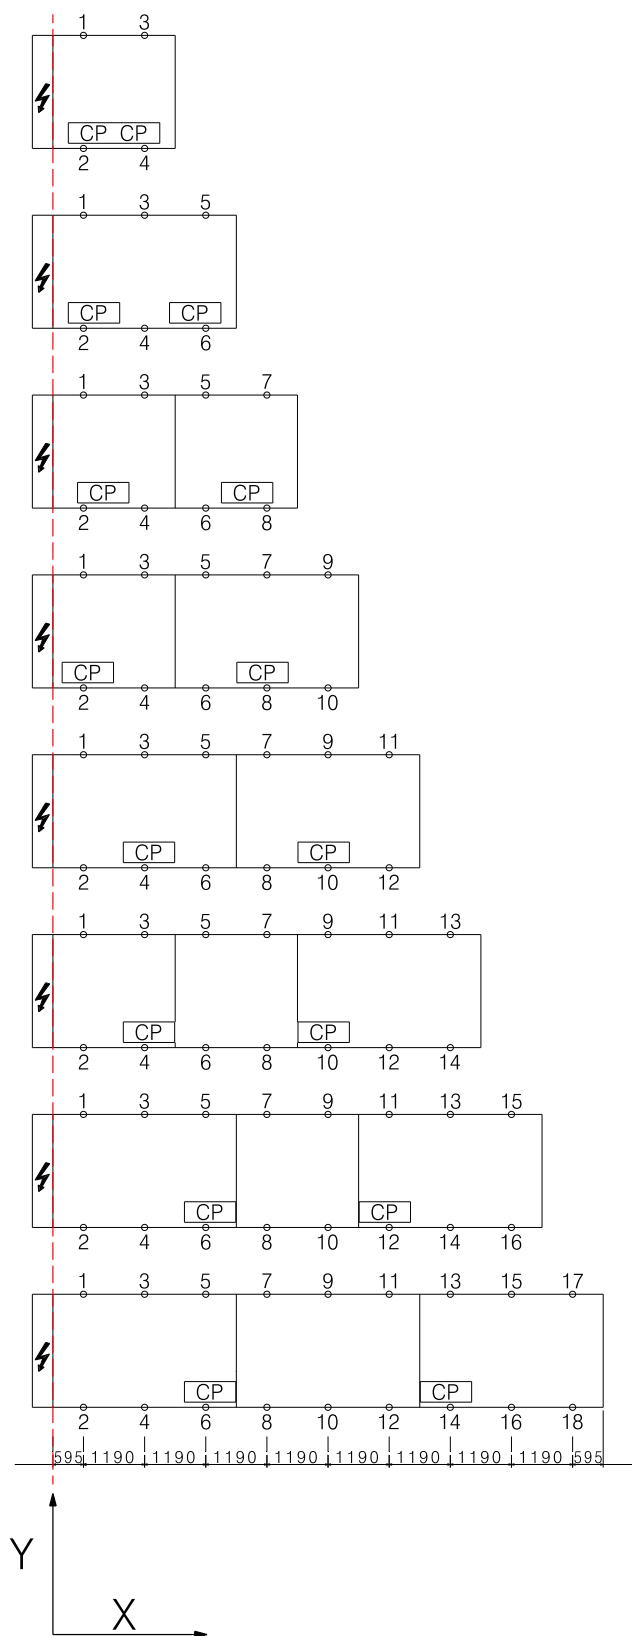 1 3
CP CP
2 4
1 3 5
CP CP
2 4 6
1 3 5 7
CP CP
2 4 6 8
1 3 5 7 9
CP CP
2 4 6 8 10
1 3 5 7 9 11
CP CP
2 4 6 8 10 12
1 3 5 7 9 11 13
CP CP
2 4 6 8 10 12 14
1 3 5 7 9 11 13 15
CP CP
2 4 6 8 10 12 14 16
1 3 5 7 9 11 13 15 17
CP CP
2 4 6 8 10 12 14 16 18
595 1190 1190 1190 1190 1190 1190 1190 1190 595
Y
X